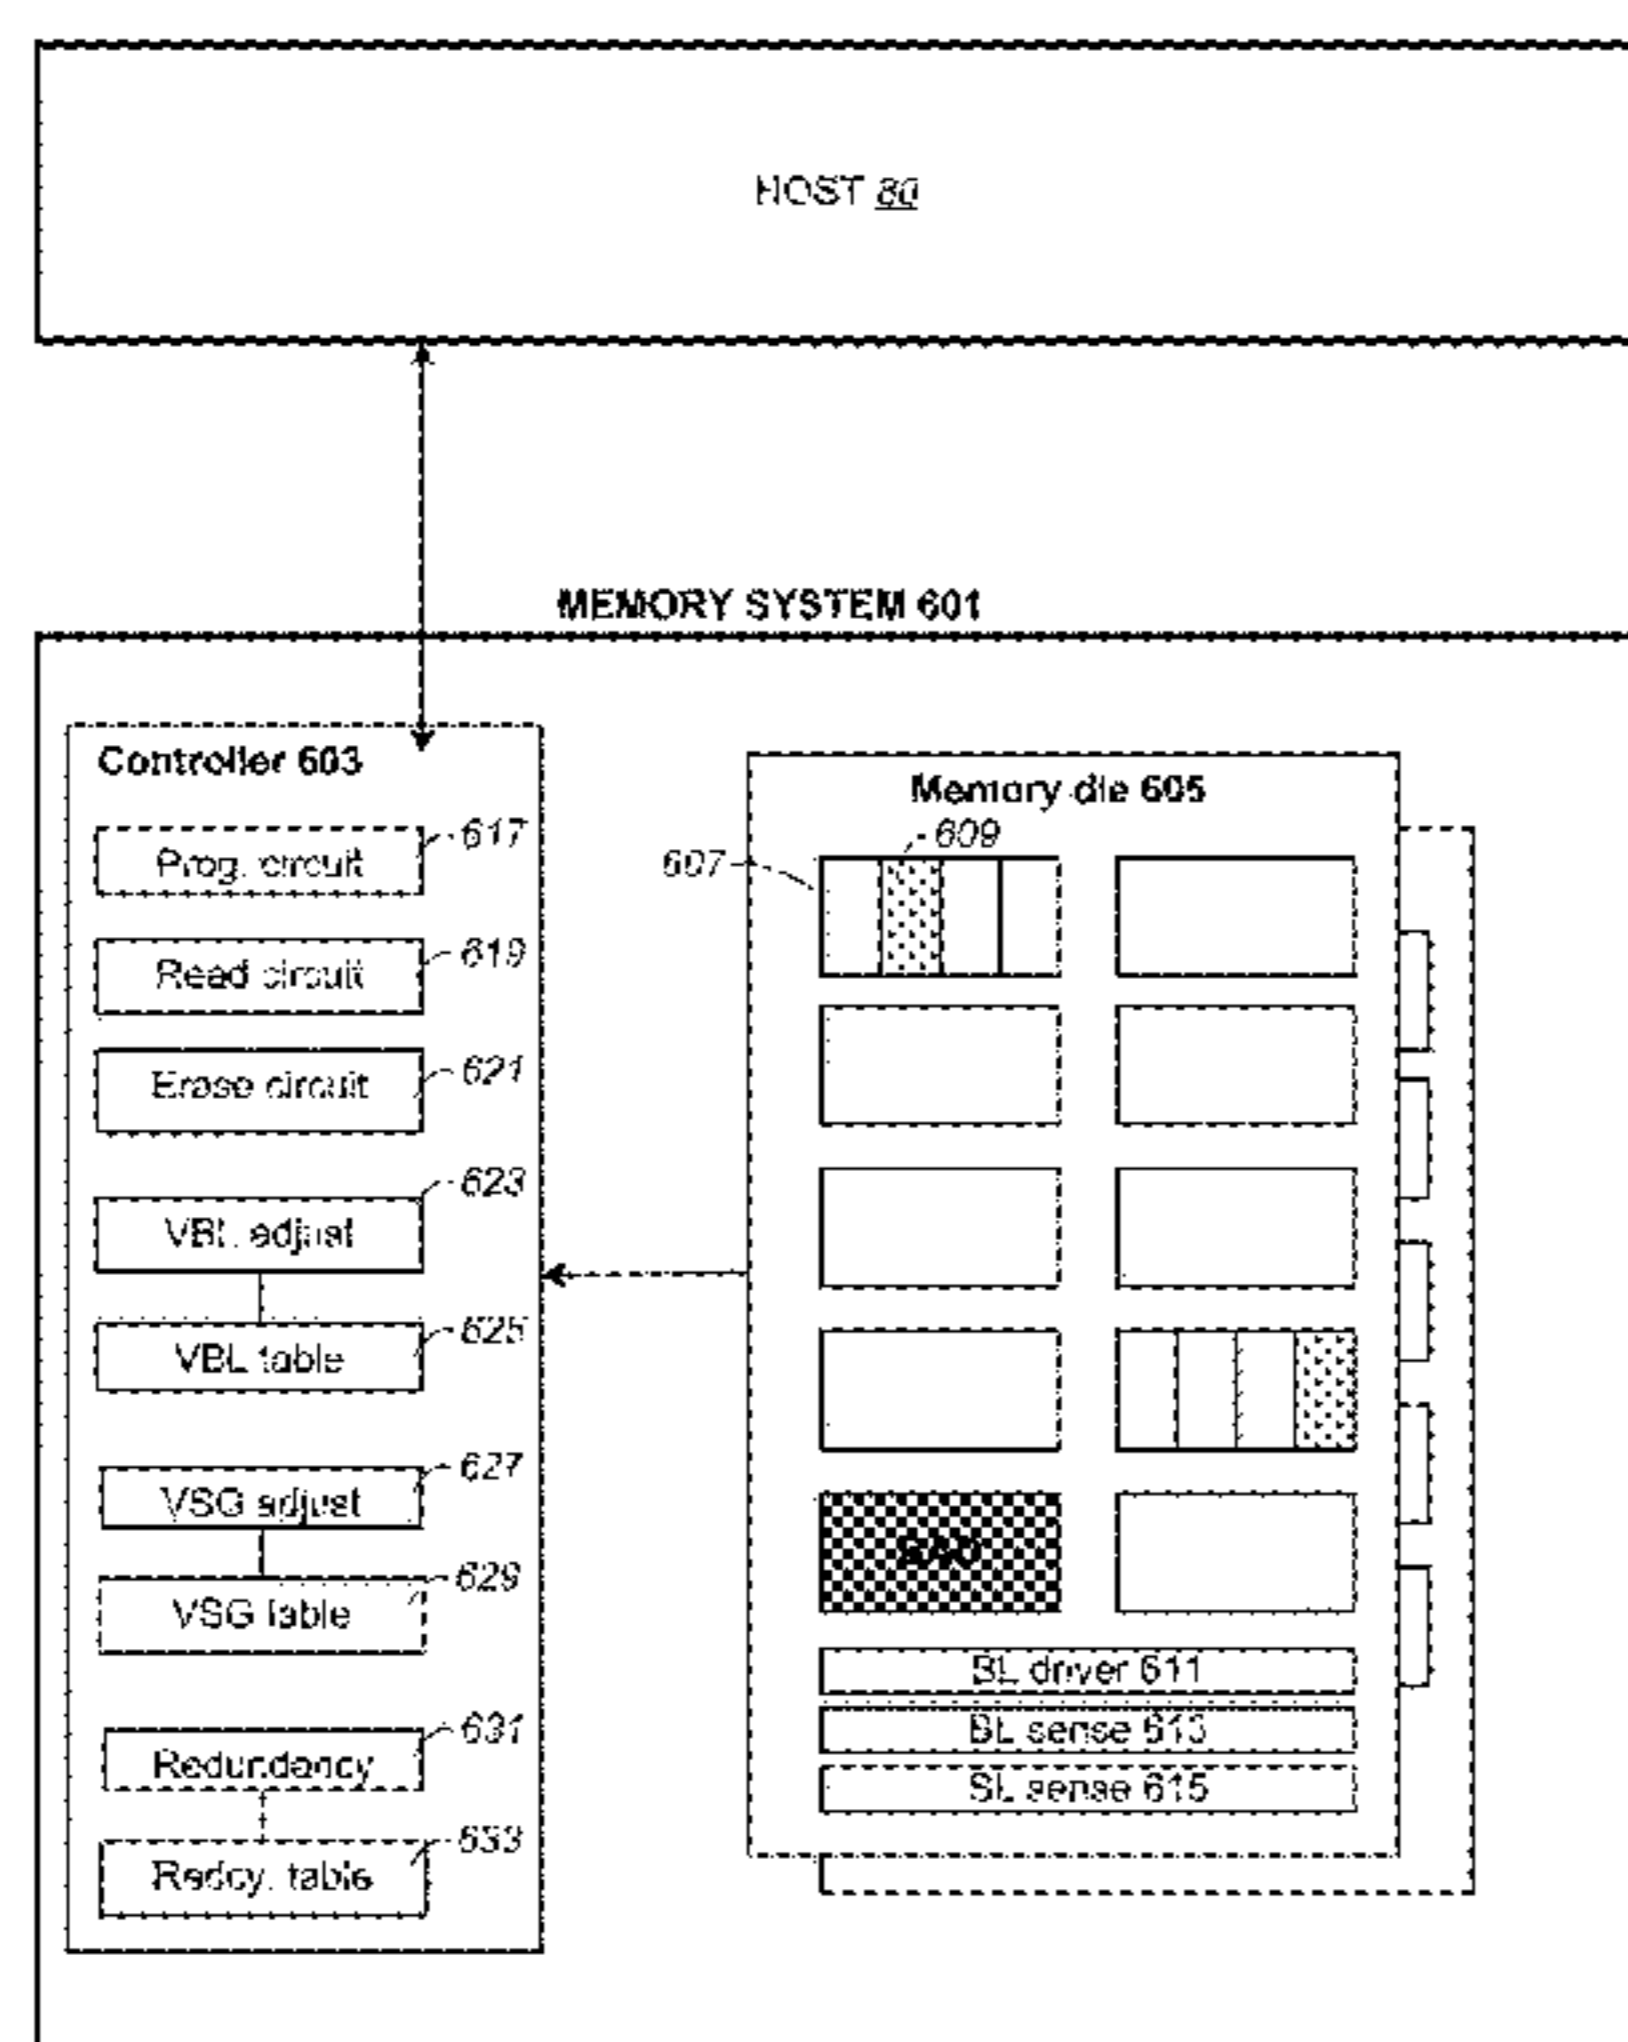 HOST 80
MEMORY SYSTEM 601
Controller 603
Prog. circuit
617
Read circuit
619
Erase circuit
621
VBL adjust
623
VBL table
625
VSG adjust
627
VSG table
629
Redundancy
631
Redcy. table
633
Memory die 605
607
609
BAD
BL driver 611
BL sense 613
SL sense 615